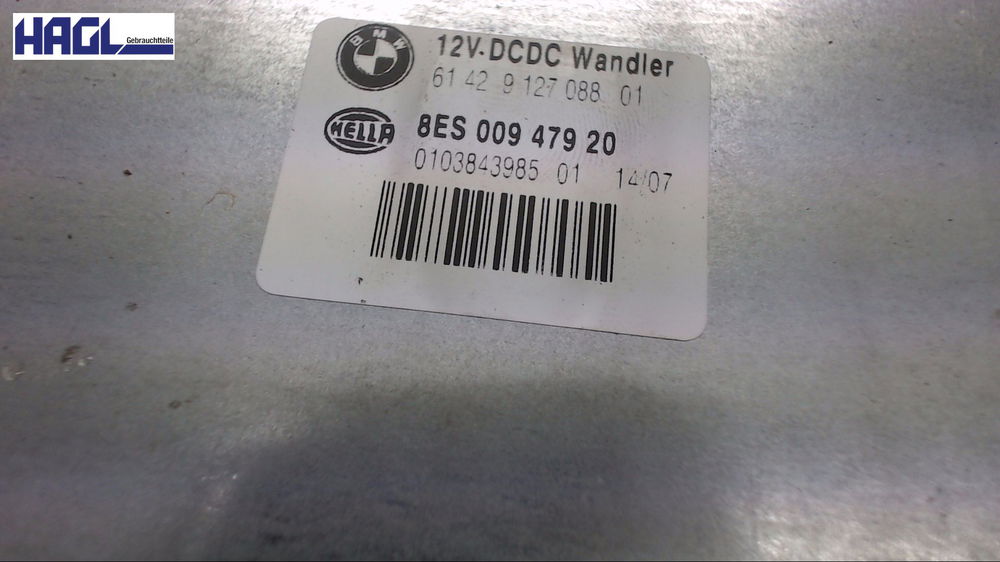 HAGL
Gebrauchtteile
BMW
12V-DCDC Wandler
61 42 9 127 088 01
HELLA
8ES 009 479 20
0103843985 01 14/07